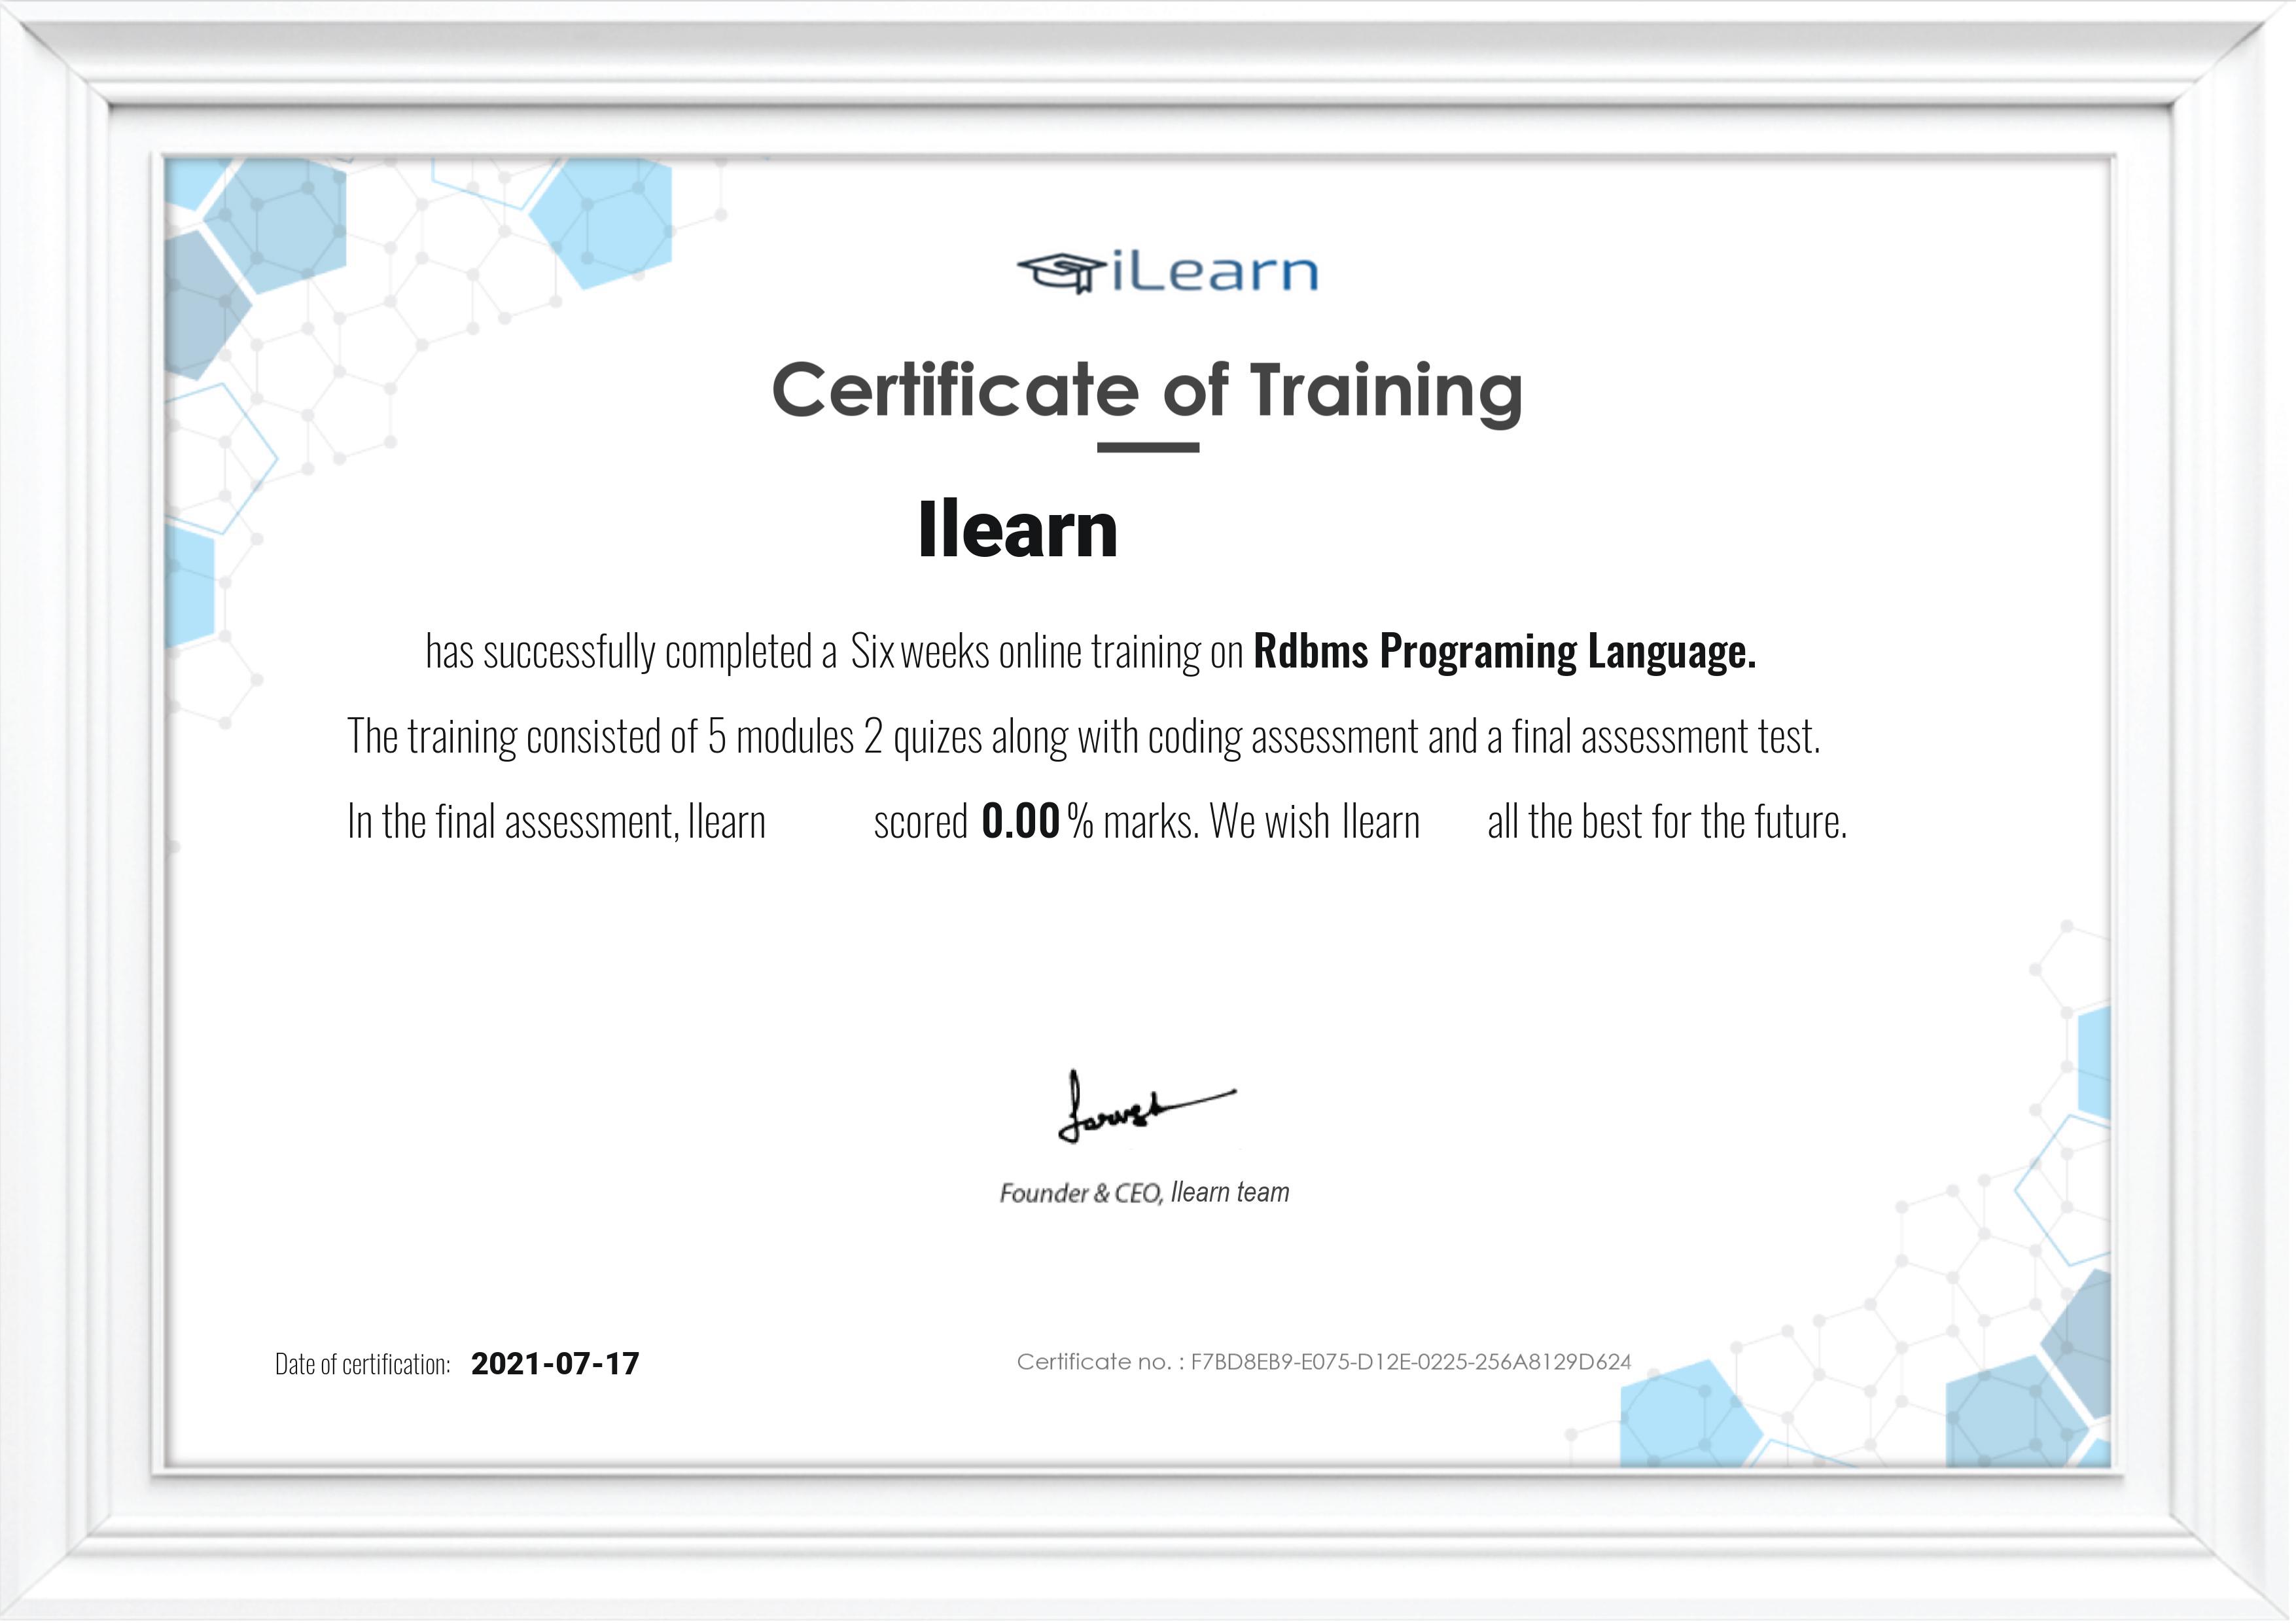 iLearn
Certificate of Training
Ilearn
has successfully completed a Six weeks online training on Rdbms Programing Language.
The training consisted of 5 modules 2 quizes along with coding assessment and a final assessment test.
In the final assessment, Ilearn scored 0.00 % marks. We wish Ilearn all the best for the future.
Founder & CEO, Ilearn team
Date of certification: 2021-07-17
Certificate no. : F7BD8EB9-E075-D12E-0225-256A8129D624